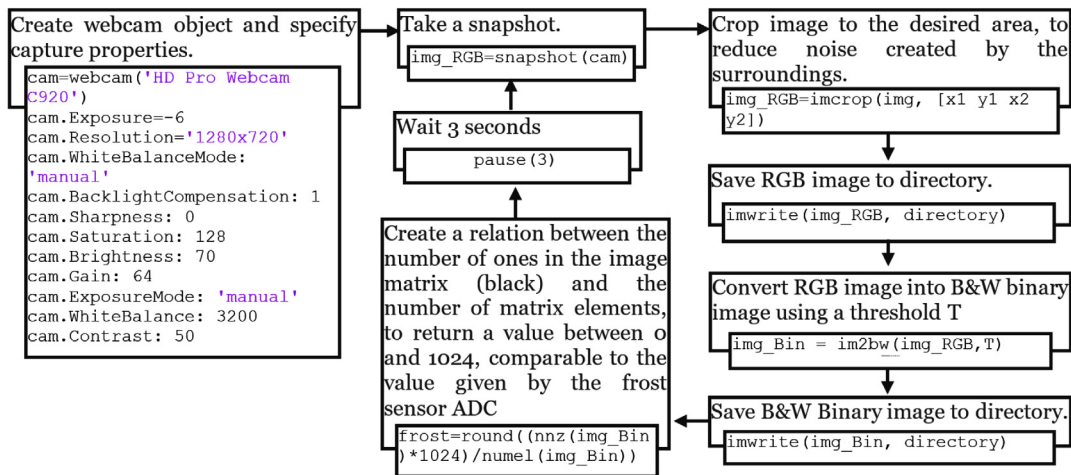 Create webcam object and specify
capture properties.
cam=webcam('HD Pro Webcam
C920')
cam.Exposure=-6
cam.Resolution='1280x720'
cam.WhiteBalanceMode:
'manual'
cam.BacklightCompensation: 1
cam.Sharpness: 0
cam.Saturation: 128
cam.Brightness: 70
cam.Gain: 64
cam.ExposureMode: 'manual'
cam.WhiteBalance: 3200
cam.Contrast: 50
Take a snapshot.
img_RGB=snapshot(cam)
Crop image to the desired area, to
reduce noise created by the
surroundings.
img_RGB=imcrop(img, [x1 y1 x2
y2])
Save RGB image to directory.
imwrite(img_RGB, directory)
Convert RGB image into B&W binary
image using a threshold T
img_Bin = im2bw(img_RGB,T)
Save B&W Binary image to directory.
imwrite(img_Bin, directory)
Create a relation between the
number of ones in the image
matrix (black) and the
number of matrix elements,
to return a value between 0
and 1024, comparable to the
value given by the frost
sensor ADC
frost=round((nnz(img_Bin
)*1024)/numel(img_Bin))
Wait 3 seconds
pause(3)